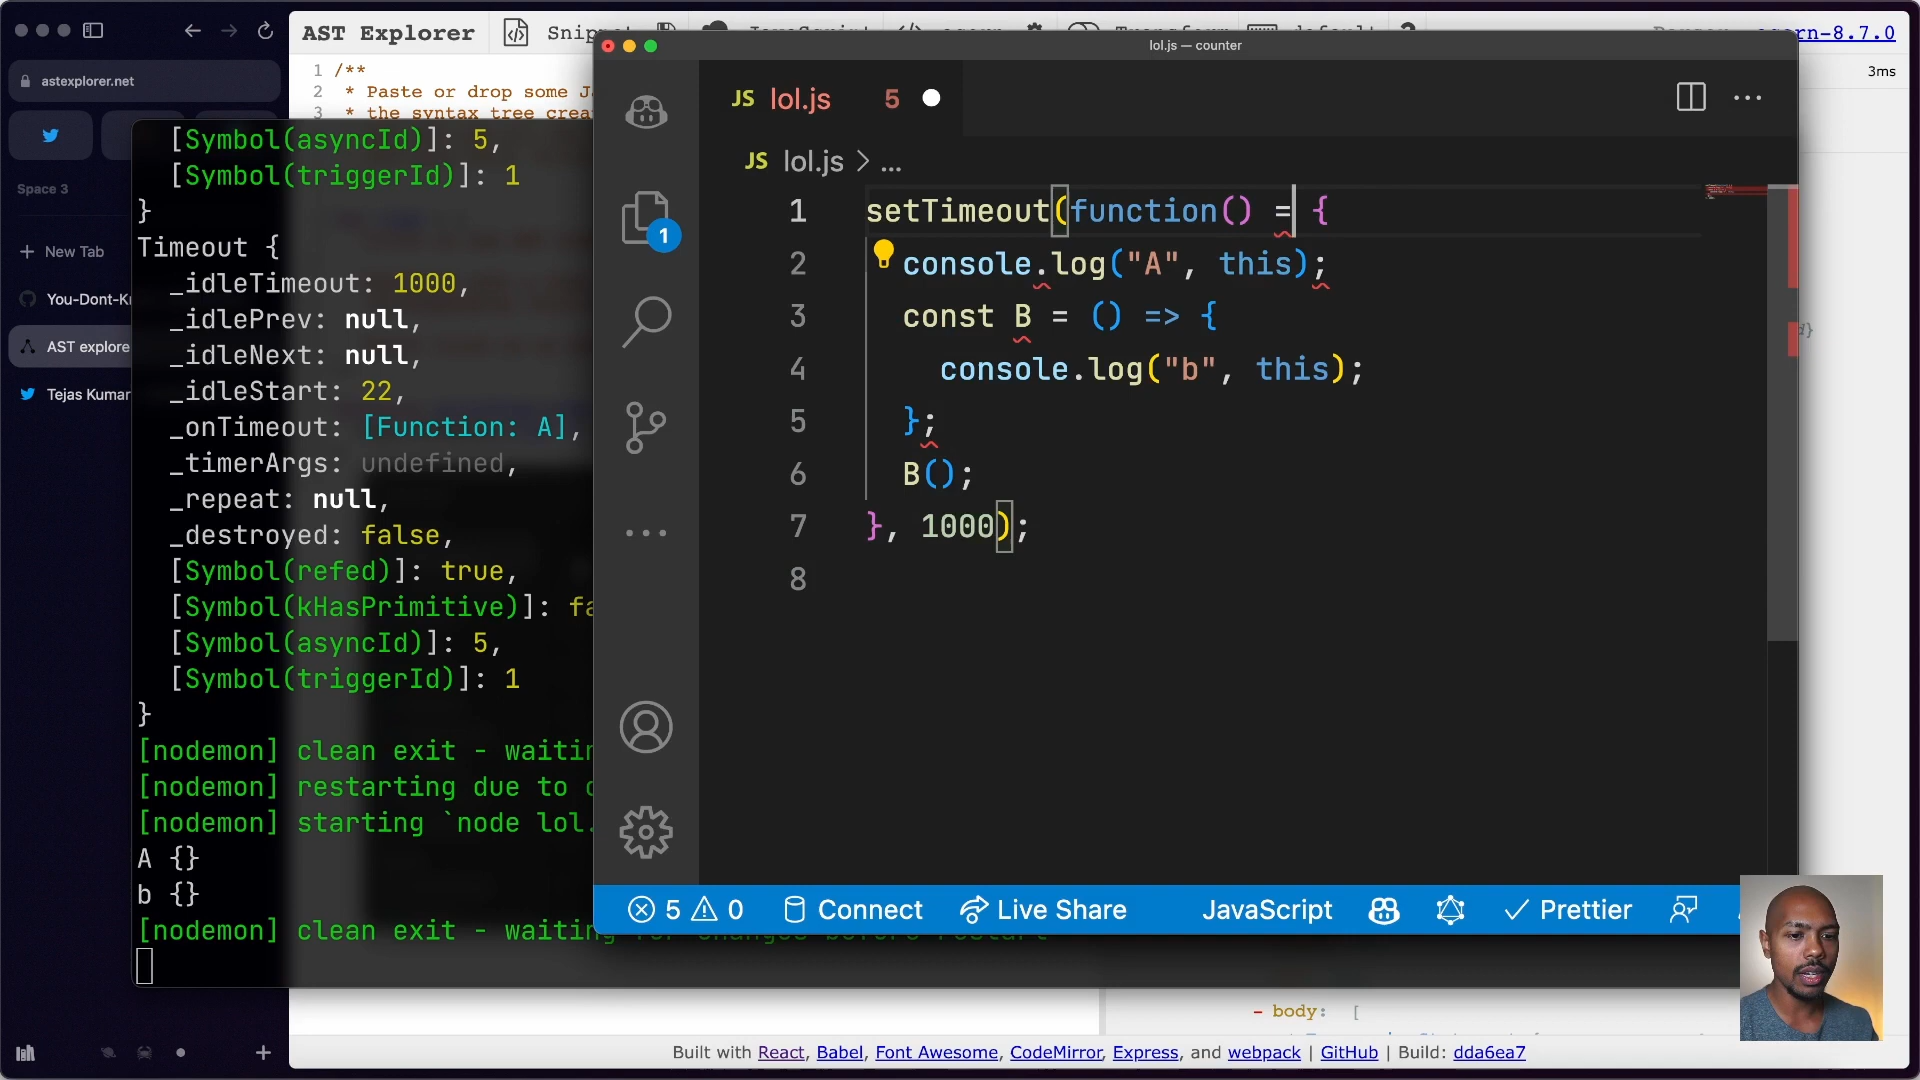 astexplorer.net
Space 3
New Tab
You-Dont-K
AST explore
Tejas Kumar
AST Explorer
acorn-8.7.0
3ms
1 /**
2 * Paste or drop some J
3 * the syntax tree crea
[Symbol(asyncId)]: 5,
[Symbol(triggerId)]: 1
}
Timeout {
_idleTimeout: 1000,
_idlePrev: null,
_idleNext: null,
_idleStart: 22,
_onTimeout: [Function: A],
_timerArgs: undefined,
_repeat: null,
_destroyed: false,
[Symbol(refed)]: true,
[Symbol(kHasPrimitive)]: fa
[Symbol(asyncId)]: 5,
[Symbol(triggerId)]: 1
}
[nodemon] clean exit - waitin
[nodemon] restarting due to c
[nodemon] starting `node lol.
A {}
b {}
[nodemon] clean exit - waiting for changes before restart
lol.js — counter
JS lol.js 5
JS lol.js > ...
1
1 setTimeout(function() = {
2 console.log("A", this);
3 const B = () => {
4 console.log("b", this);
5 };
6 B();
7 }, 1000);
8
5 0 Connect Live Share JavaScript Prettier
- body: [
Built with React, Babel, Font Awesome, CodeMirror, Express, and webpack | GitHub | Build: dda6ea7